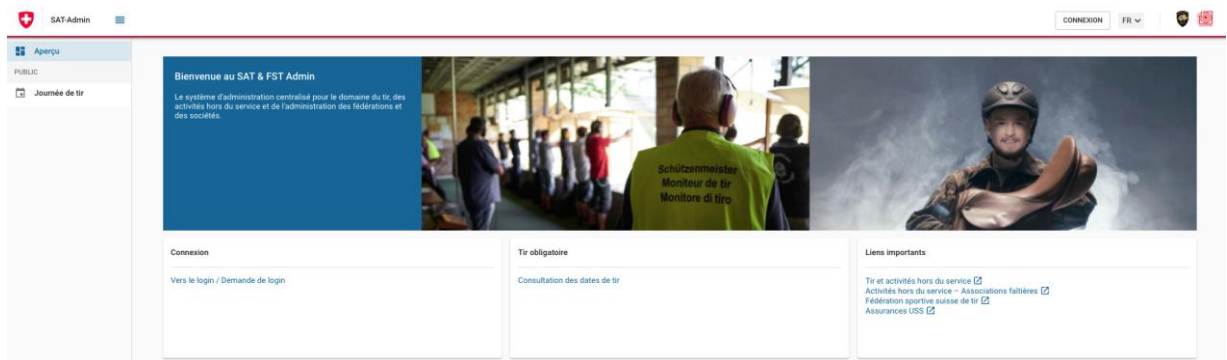 SAT-Admin
CONNEXION
FR
Aperçu
PUBLIC
Journée de tir
Bienvenue au SAT & FST Admin
Le système d'administration centralisé pour le domaine du tir, des
activités hors du service et de l'administration des fédérations et
des sociétés.
Schützenmeister
Moniteur de tir
Monitore di tiro
Connexion
Vers le login / Demande de login
Tir obligatoire
Consultation des dates de tir
Liens importants
Tir et activités hors du service
Activités hors du service – Associations faîtières
Fédération sportive suisse de tir
Assurances USS